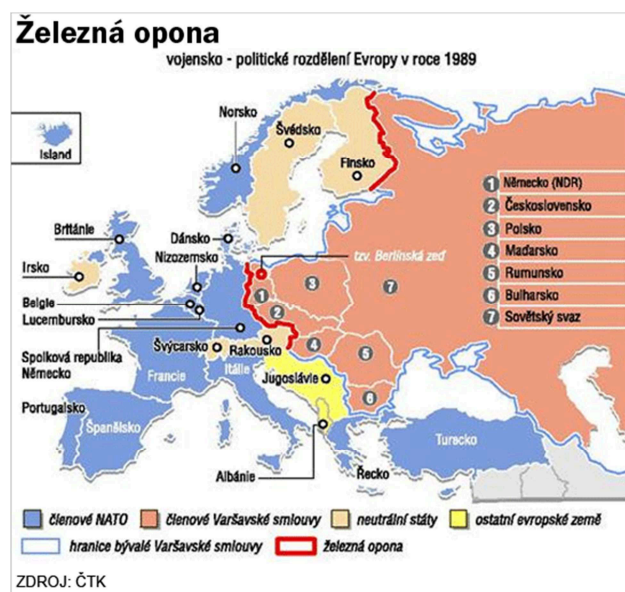 Železná opona
vojensko - politické rozdělení Evropy v roce 1989
Norsko
Švédsko
Island
Finsko
1 Německo (NDR)
2 Československo
3 Polsko
4 Maďarsko
5 Rumunsko
6 Bulharsko
7 Sovětský svaz
Británie
Dánsko
Nizozemsko
tzv. Berlínská zeď
Irsko
7
1
3
Belgie
2
Lucembursko
Švýcarsko
Rakousko
4
5
Spolková republika
Německo
Francie
Itálie
Jugoslávie
6
Portugalsko
Španělsko
Turecko
Albánie
Řecko
členové NATO
členové Varšavské smlouvy
neutrální státy
ostatní evropské země
hranice bývalé Varšavské smlouvy
železná opona
ZDROJ: ČTK